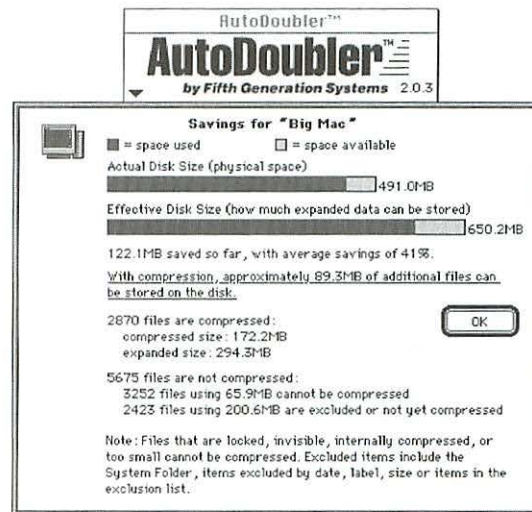 AutoDoubler™
AutoDoubler™
by Fifth Generation Systems 2.0.3
Savings for "Big Mac"
= space used = space available
Actual Disk Size (physical space)
491.0MB
Effective Disk Size (how much expanded data can be stored)
650.2MB
122.1MB saved so far, with average savings of 41%.
With compression, approximately 89.3MB of additional files can
be stored on the disk.
2870 files are compressed:
compressed size: 172.2MB
expanded size: 294.3MB
OK
5675 files are not compressed:
3252 files using 65.9MB cannot be compressed
2423 files using 200.6MB are excluded or not yet compressed
Note: Files that are locked, invisible, internally compressed, or
too small cannot be compressed. Excluded items include the
System Folder, items excluded by date, label, size or items in the
exclusion list.